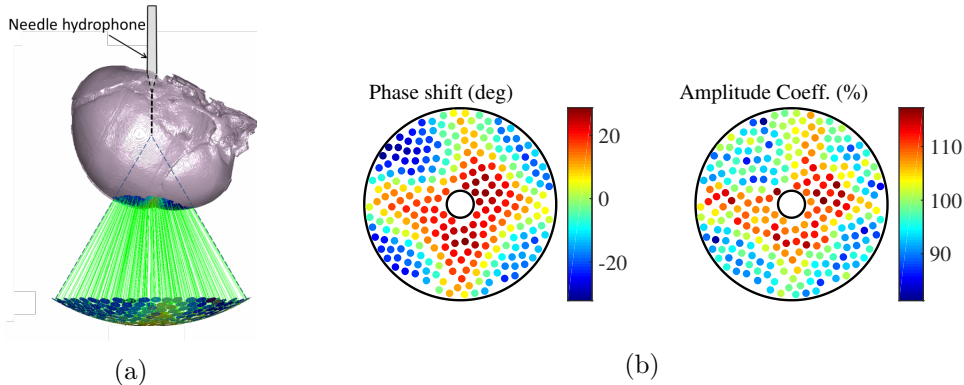 Needle hydrophone
Phase shift (deg)
20
0
-20
Amplitude Coeff. (%)
110
100
90
(a)
(b)